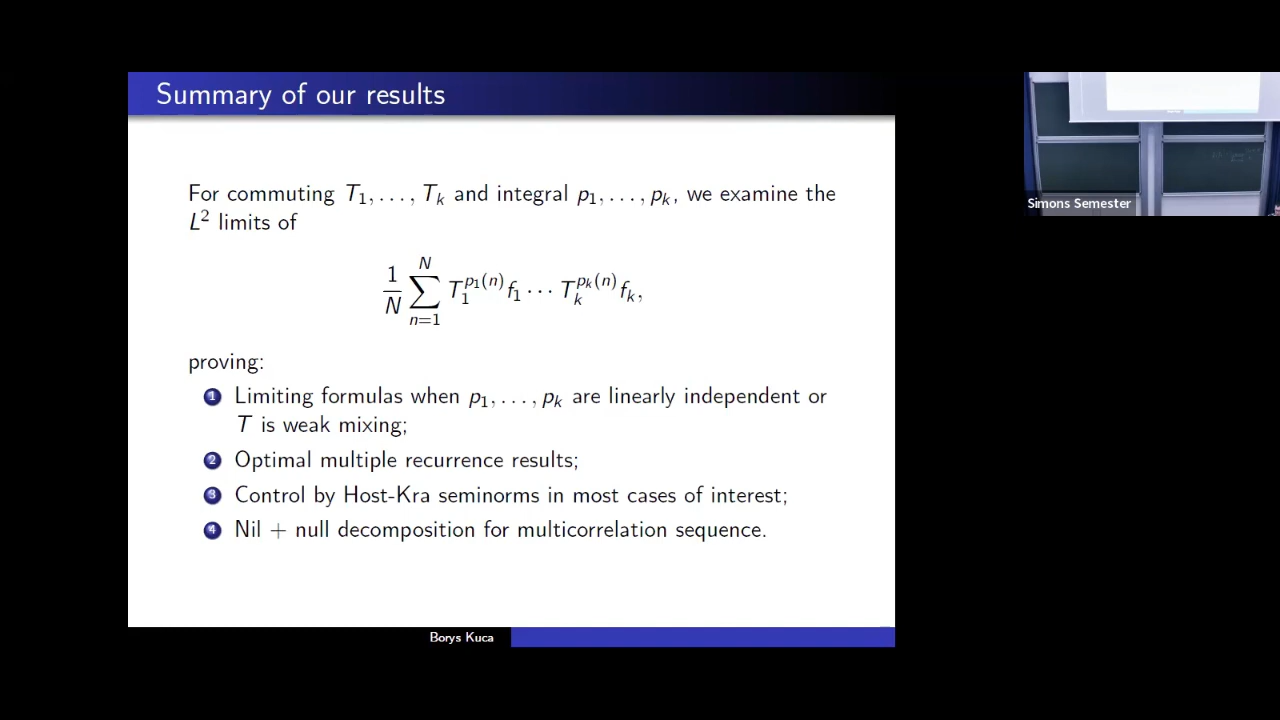 Summary of our results
For commuting T₁, . . . , Tₖ and integral p₁, . . . , pₖ, we examine the
L² limits of
1/N ∑_{n=1}^{N} T₁^{p₁(n)} f₁ · · · Tₖ^{pₖ(n)} fₖ,
proving:
1 Limiting formulas when p₁, . . . , pₖ are linearly independent or
T is weak mixing;
2 Optimal multiple recurrence results;
3 Control by Host-Kra seminorms in most cases of interest;
4 Nil + null decomposition for multicorrelation sequence.
Borys Kuca
Simons Semester